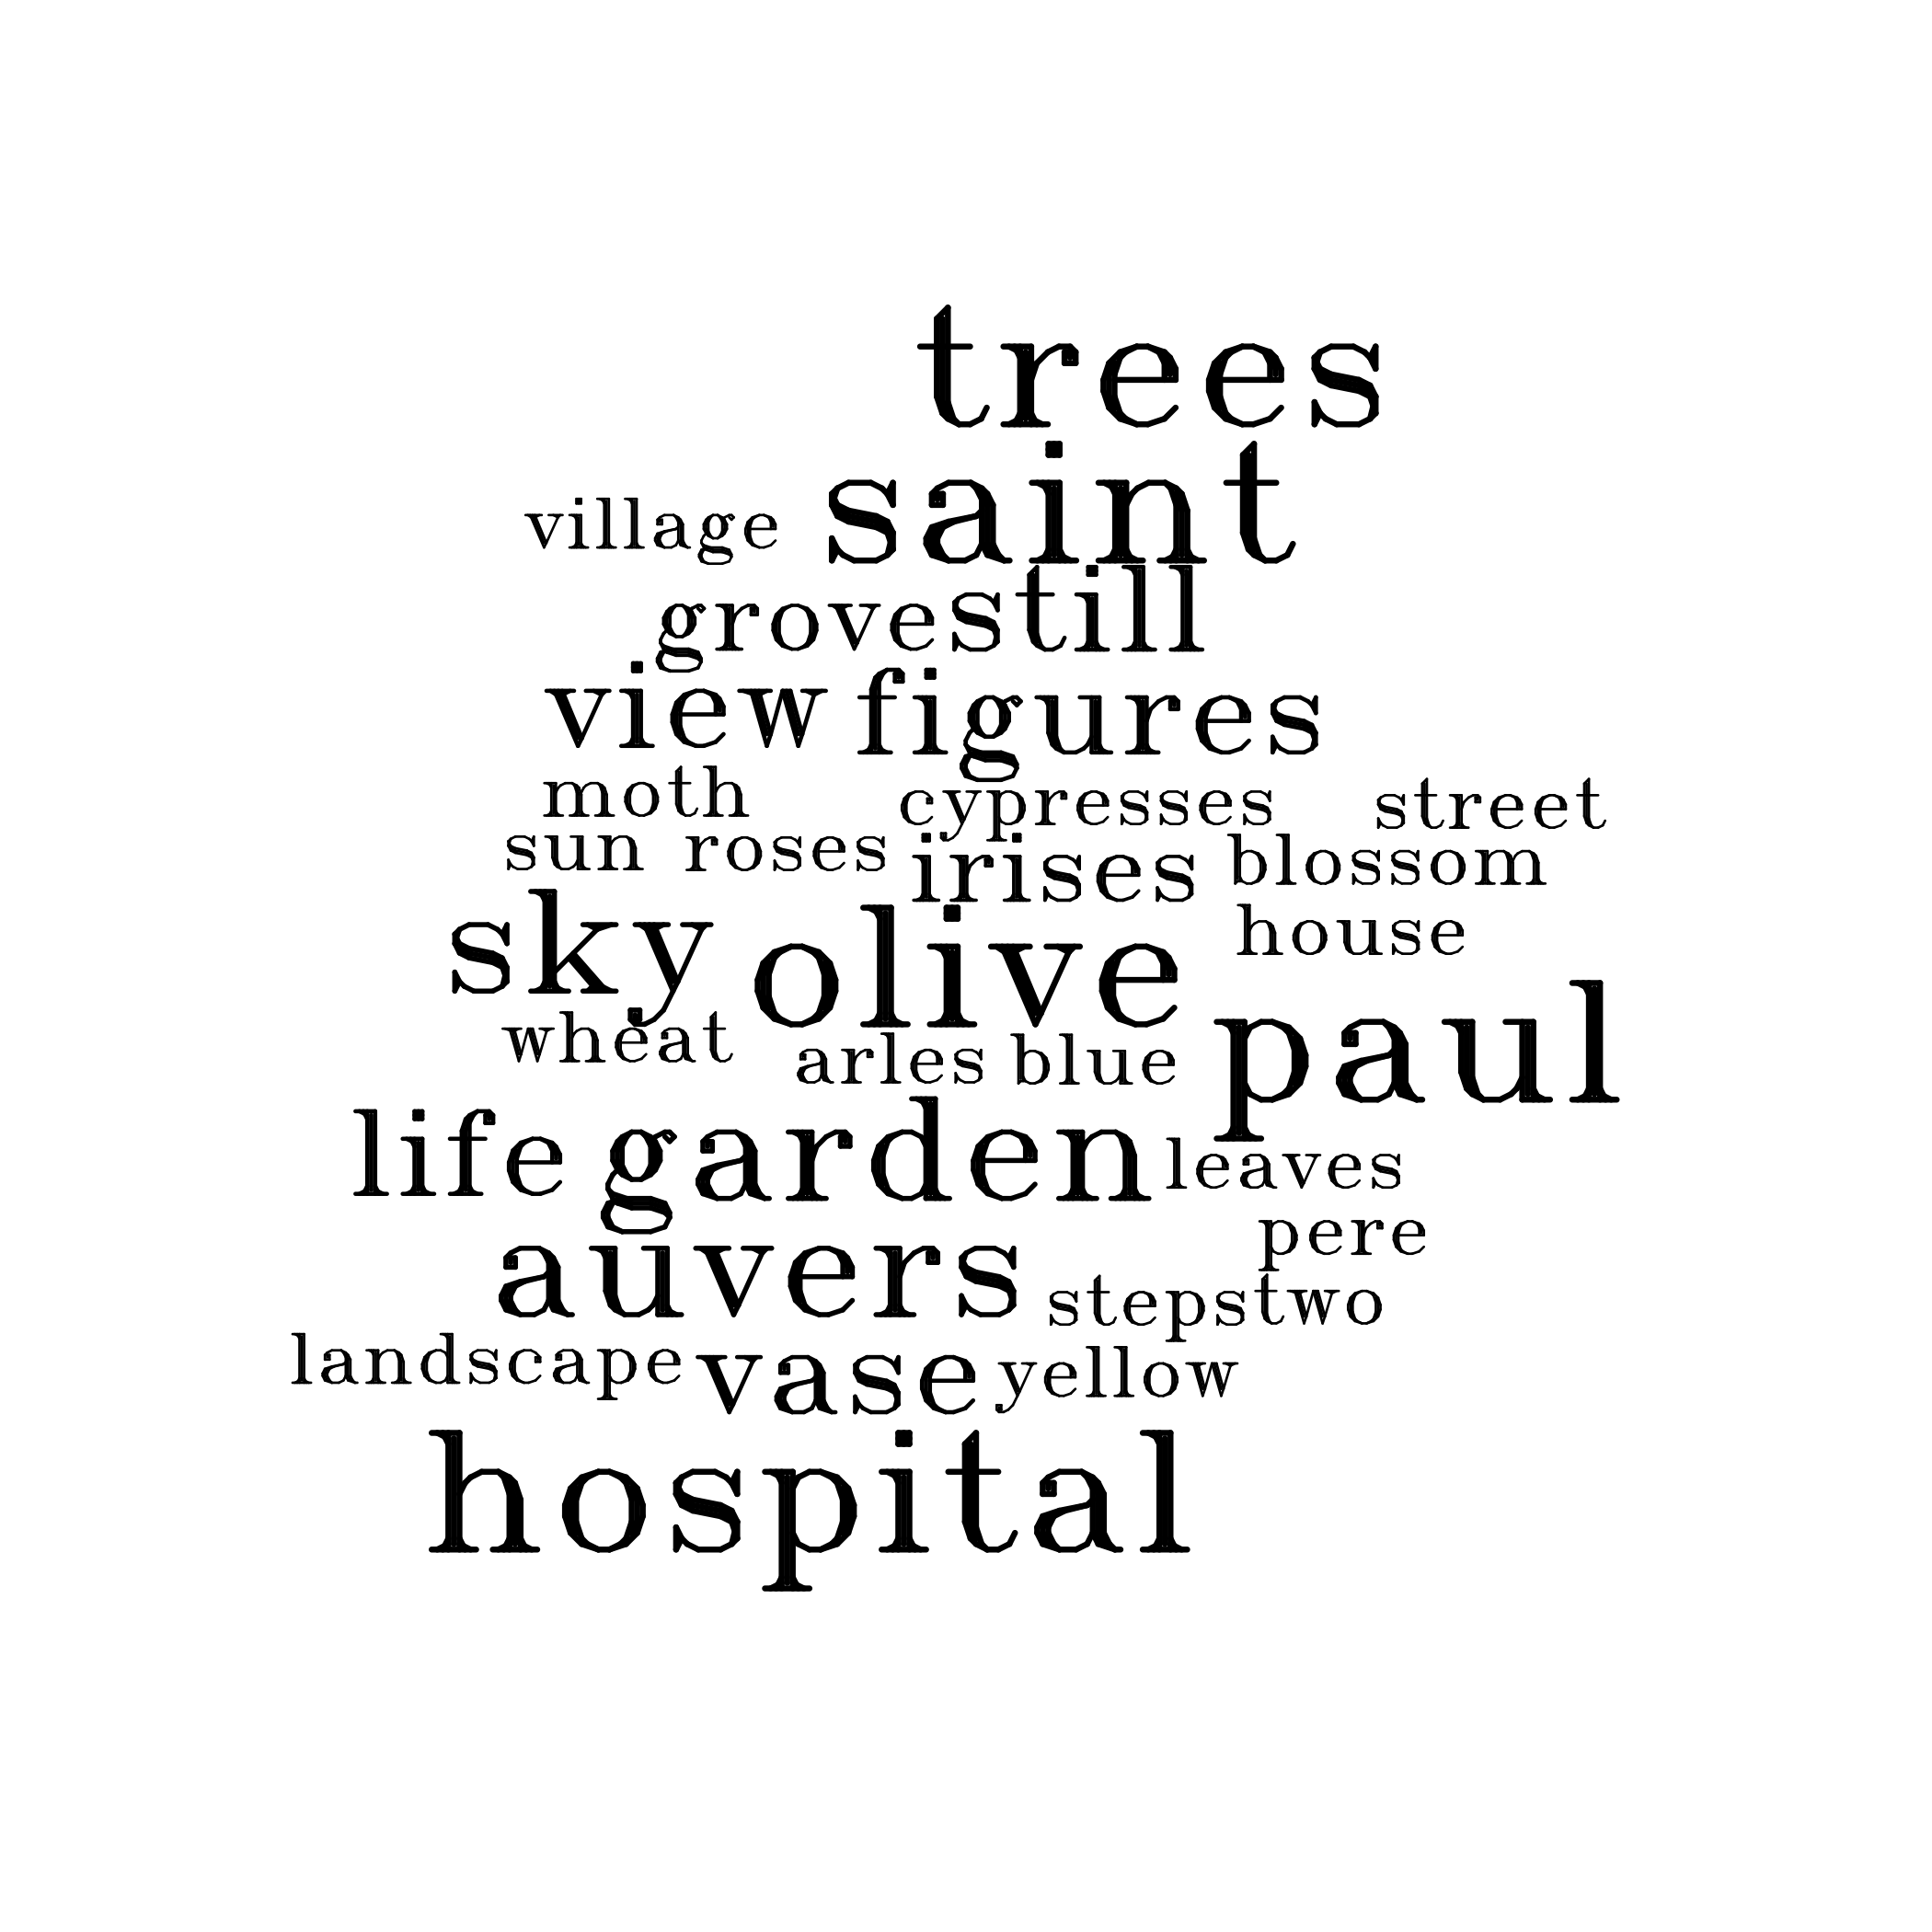 trees
village saint
grove still
view figures
moth cypresses street
sun roses irises blossom
sky olive house
wheat arles blue paul
life garden leaves
auvers pere
steps two
landscape vase yellow
hospital